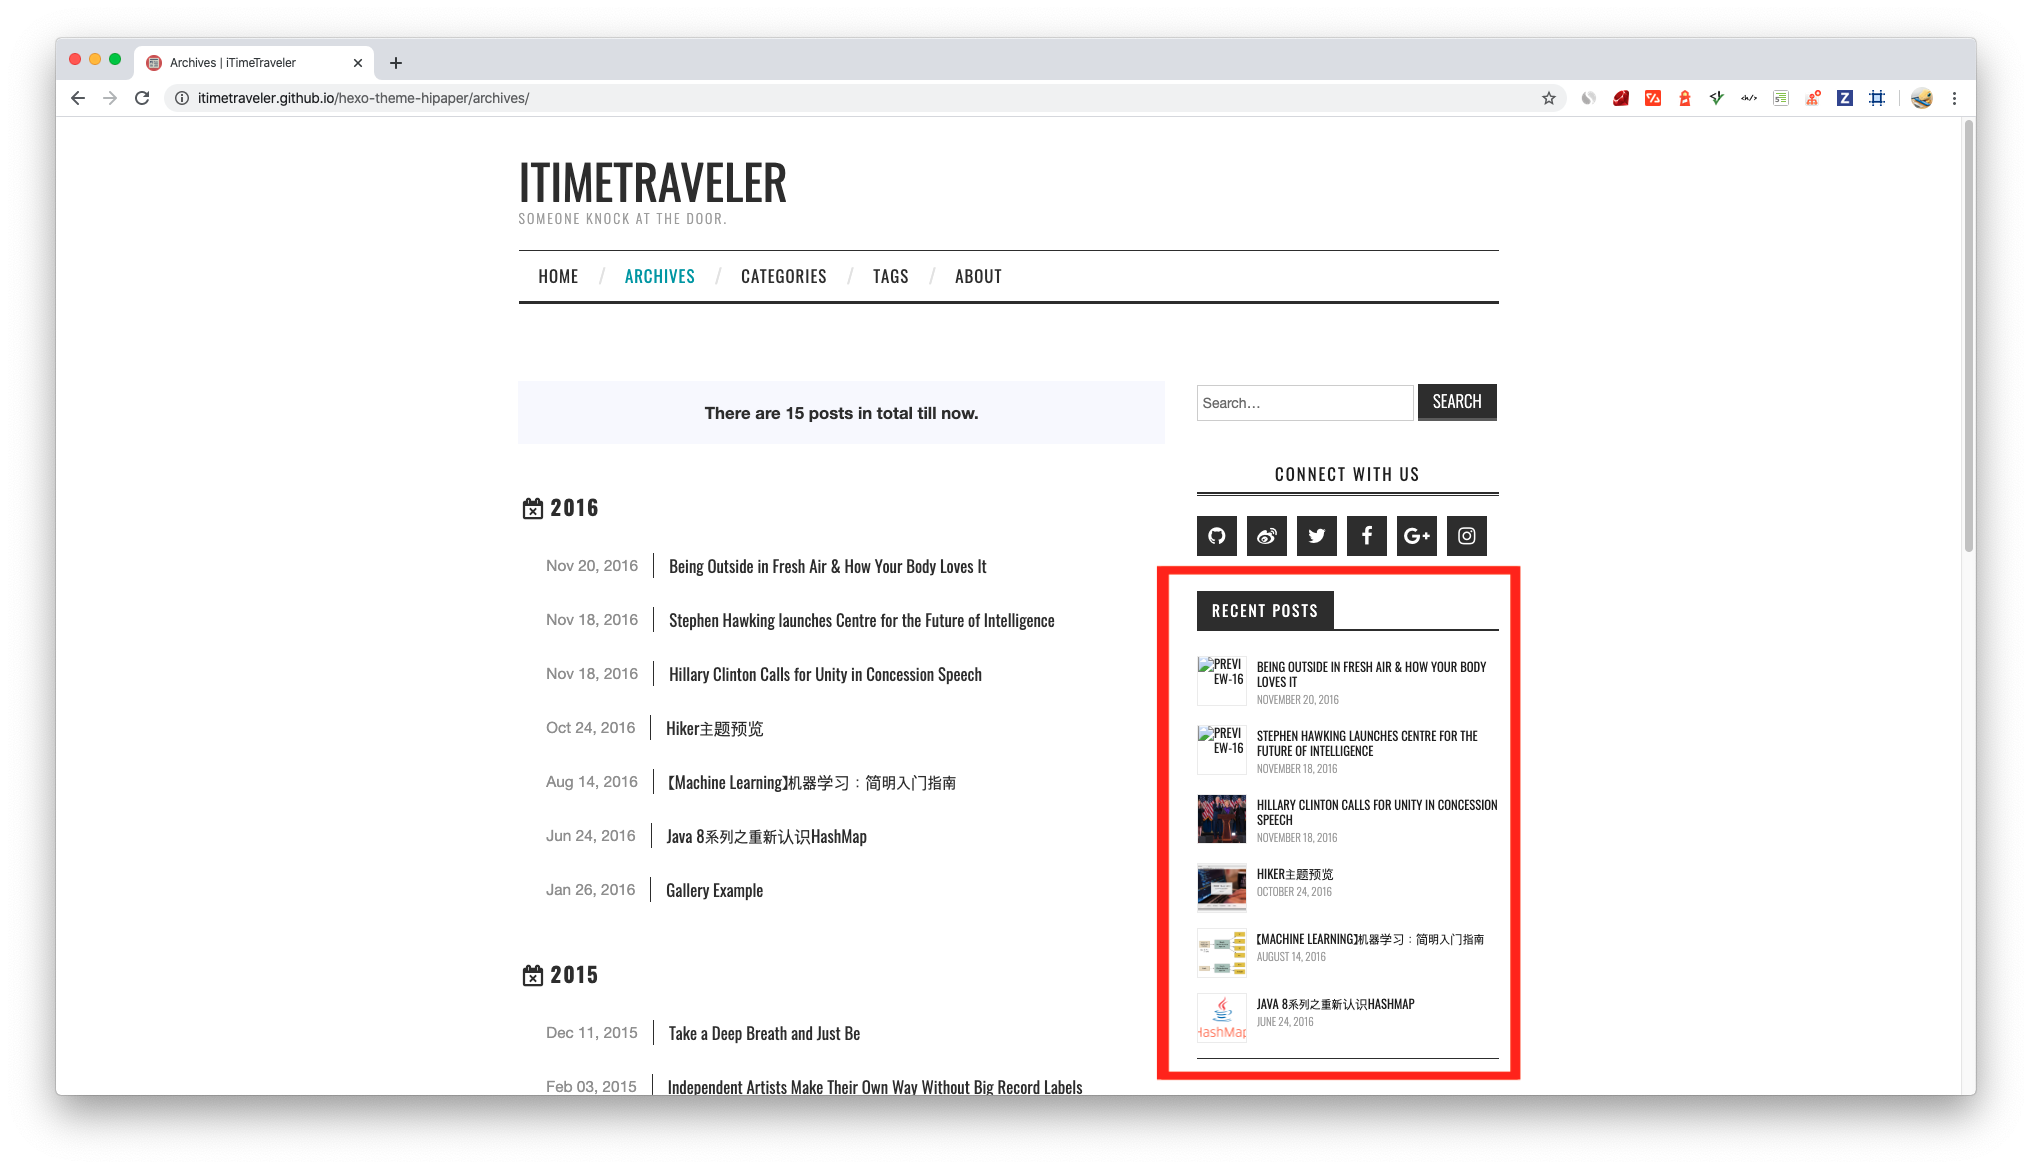 Archives | iTimeTraveler
itimetraveler.github.io/hexo-theme-hipaper/archives/
ITIMETRAVELER
SOMEONE KNOCK AT THE DOOR.
HOME / ARCHIVES / CATEGORIES / TAGS / ABOUT
There are 15 posts in total till now.
2016
Nov 20, 2016 Being Outside in Fresh Air & How Your Body Loves It
Nov 18, 2016 Stephen Hawking launches Centre for the Future of Intelligence
Nov 18, 2016 Hillary Clinton Calls for Unity in Concession Speech
Oct 24, 2016 Hiker主题预览
Aug 14, 2016 【Machine Learning】机器学习：简明入门指南
Jun 24, 2016 Java 8系列之重新认识HashMap
Jan 26, 2016 Gallery Example
2015
Dec 11, 2015 Take a Deep Breath and Just Be
Feb 03, 2015 Independent Artists Make Their Own Way Without Big Record Labels
Search...
SEARCH
CONNECT WITH US
G+
RECENT POSTS
PREVI
EW-16
BEING OUTSIDE IN FRESH AIR & HOW YOUR BODY
LOVES IT
NOVEMBER 20, 2016
PREVI
EW-16
STEPHEN HAWKING LAUNCHES CENTRE FOR THE
FUTURE OF INTELLIGENCE
NOVEMBER 18, 2016
HILLARY CLINTON CALLS FOR UNITY IN CONCESSION
SPEECH
NOVEMBER 18, 2016
HIKER主题预览
OCTOBER 24, 2016
【MACHINE LEARNING】机器学习：简明入门指南
AUGUST 14, 2016
HashMap
JAVA 8系列之重新认识HASHMAP
JUNE 24, 2016